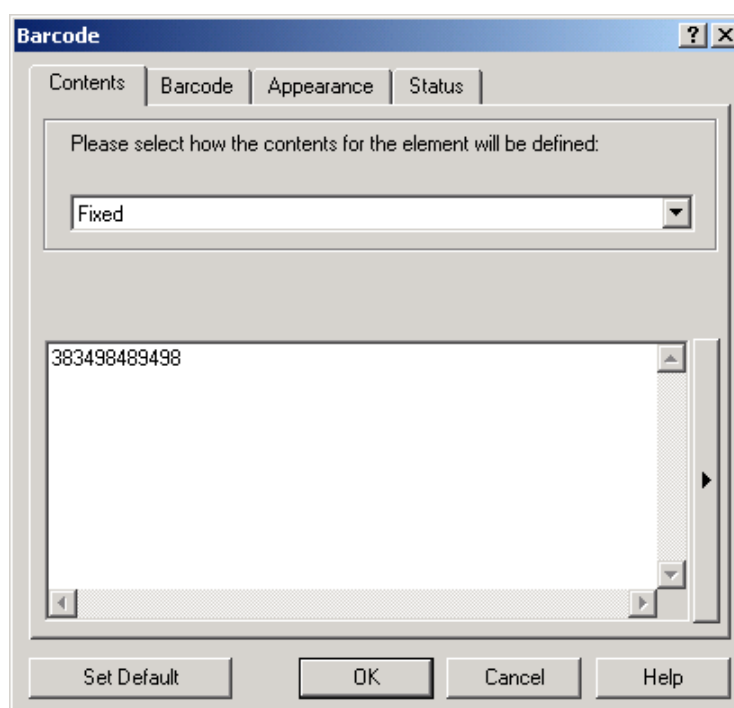 Barcode
Contents Barcode Appearance Status
Please select how the contents for the element will be defined:
Fixed
383498489498
Set Default OK Cancel Help